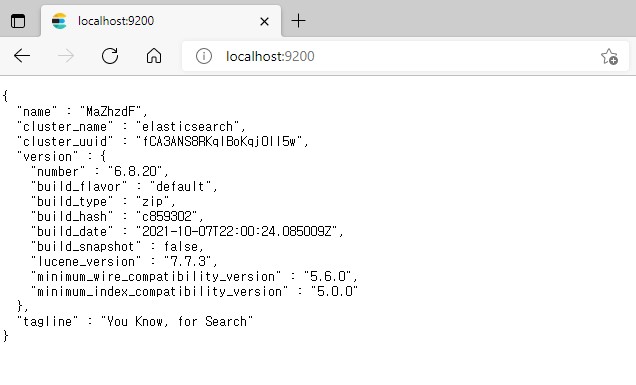 localhost:9200
localhost:9200
{
"name" : "MaZhzdF",
"cluster_name" : "elasticsearch",
"cluster_uuid" : "fCA3ANS8RKqIBoKqjOII5w",
"version" : {
"number" : "6.8.20",
"build_flavor" : "default",
"build_type" : "zip",
"build_hash" : "c859302",
"build_date" : "2021-10-07T22:00:24.085009Z",
"build_snapshot" : false,
"lucene_version" : "7.7.3",
"minimum_wire_compatibility_version" : "5.6.0",
"minimum_index_compatibility_version" : "5.0.0"
},
"tagline" : "You Know, for Search"
}